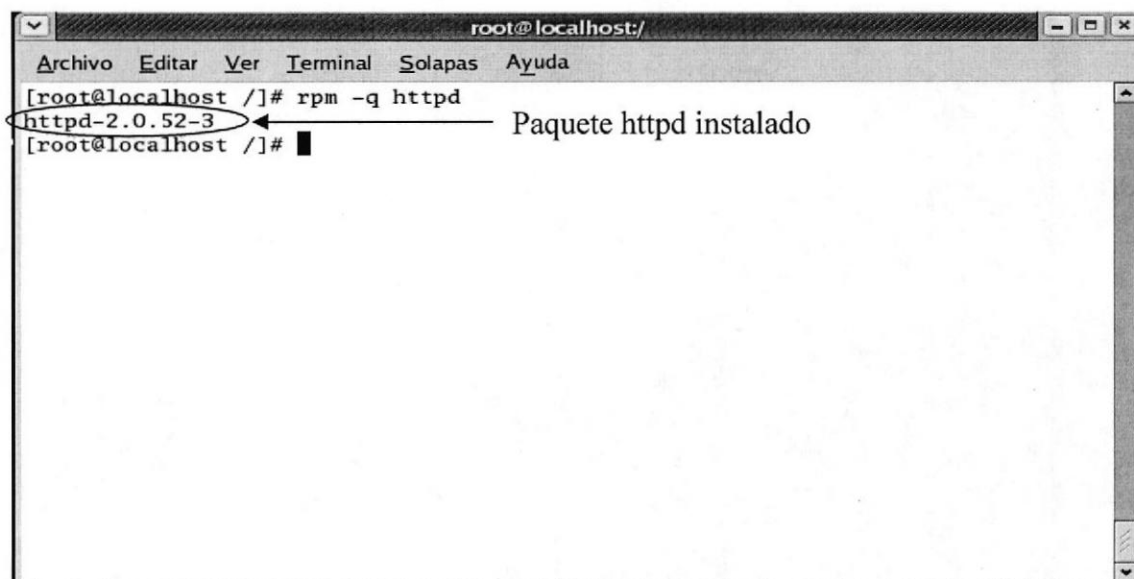 root@localhost:/
Archivo Editar Ver Terminal Solapas Ayuda
[root@localhost /]# rpm -q httpd
httpd-2.0.52-3
Paquete httpd instalado
[root@localhost /]#